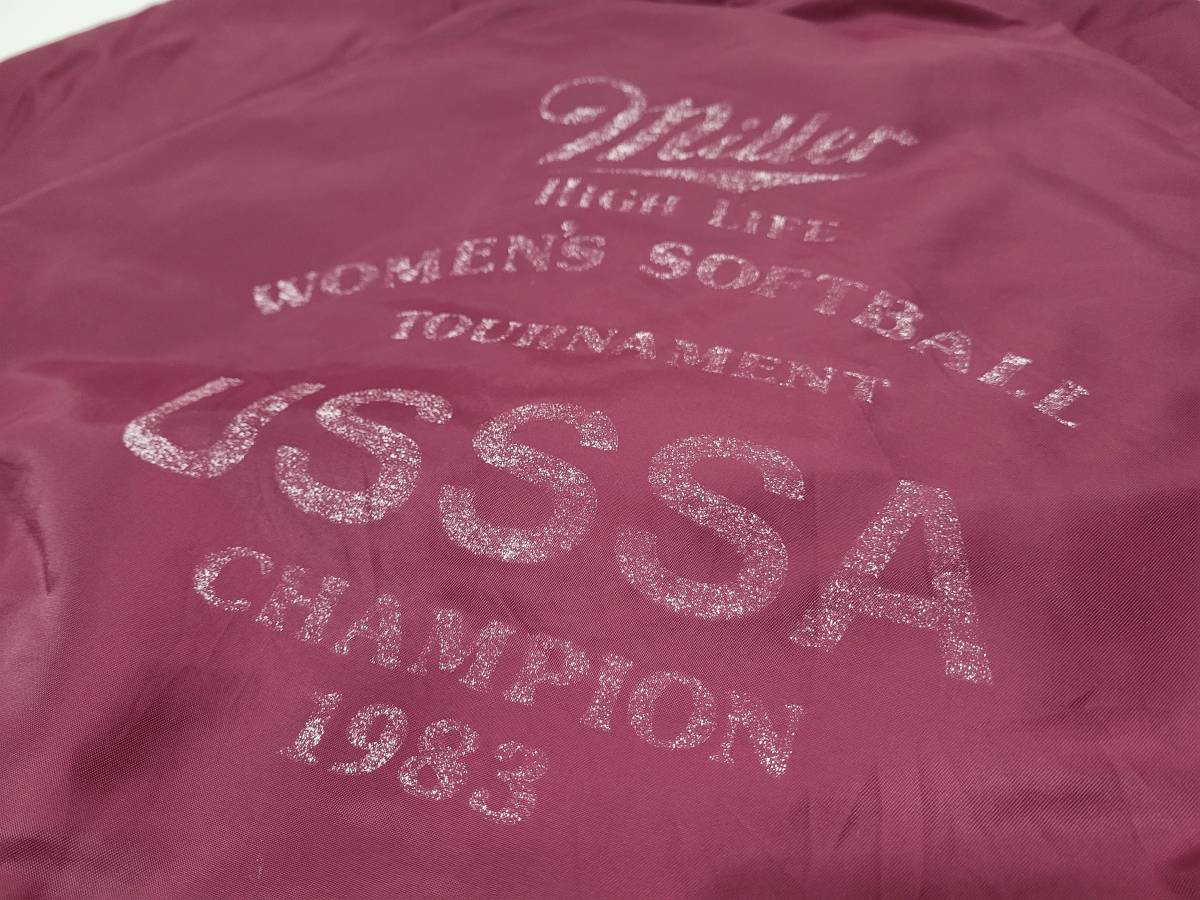 Miller
HIGH LIFE
WOMEN'S SOFTBALL
TOURNAMENT
USSSA
CHAMPION
1983